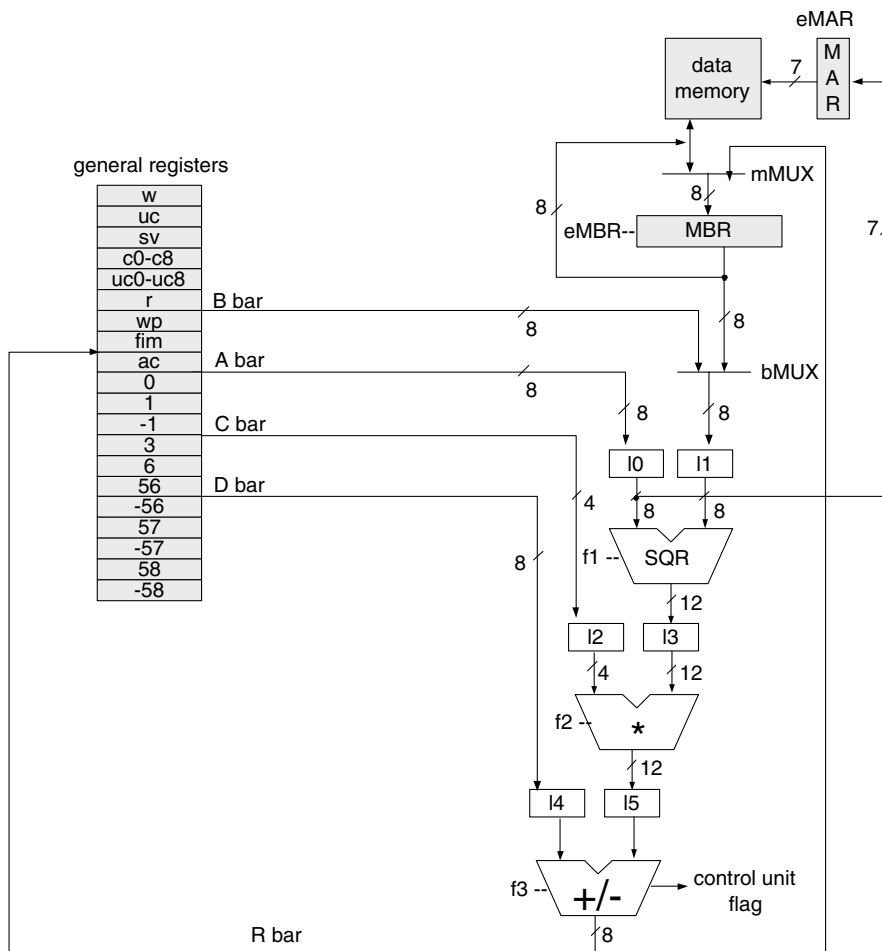 eMAR
data
memory
7
M
A
R
mMUX
8
8
eMBR--
MBR
7
general registers
w
uc
sv
c0-c8
uc0-uc8
r
wp
fim
ac
0
1
-1
3
6
56
-56
57
-57
58
-58
B bar
8
8
A bar
8
bMUX
8
8
C bar
l0
l1
D bar
4
8
8
8
f1 --
SQR
12
l2
l3
4
12
f2 --
*
12
l4
l5
f3 --
+/-
control unit
flag
R bar
8